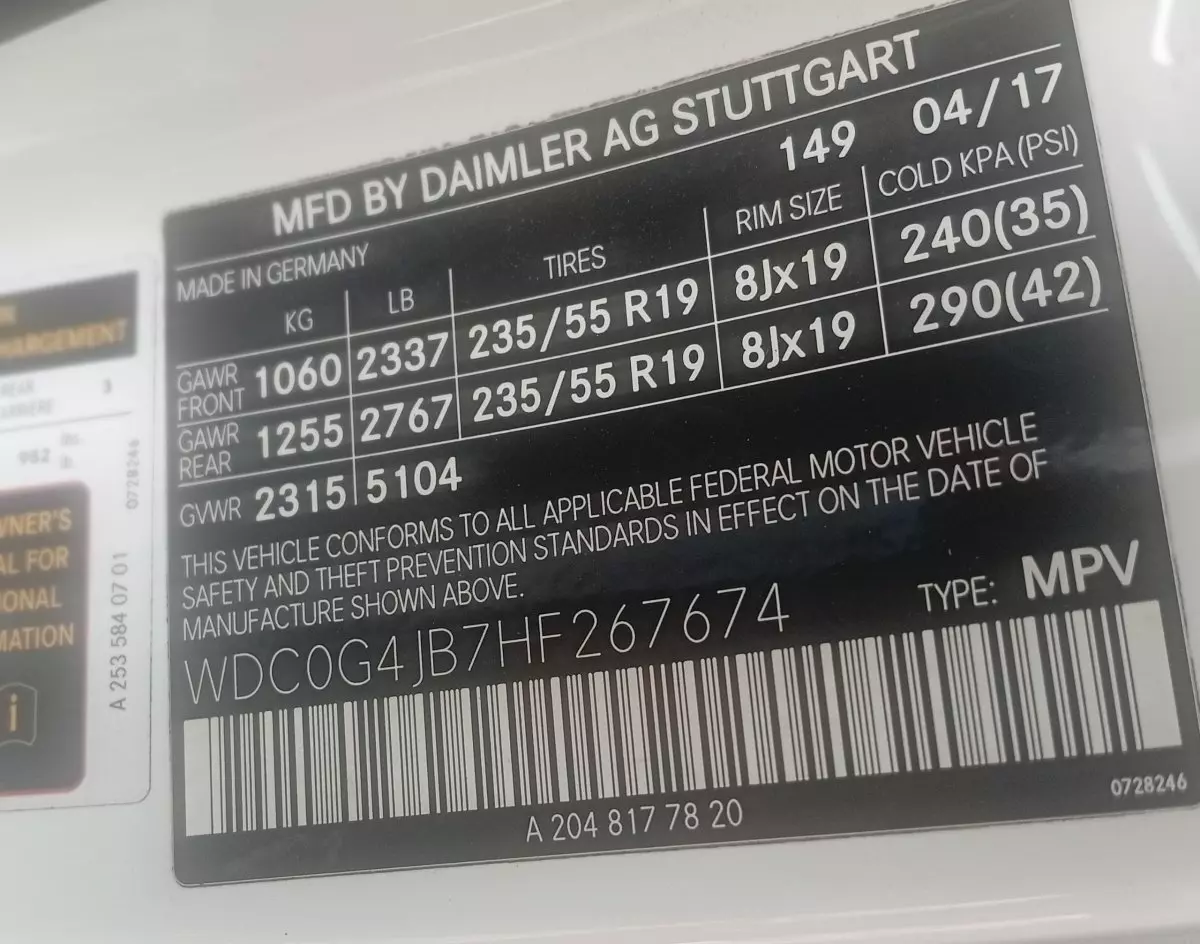 MFD BY DAIMLER AG STUTTGART
149 04/17
MADE IN GERMANY
KG LB TIRES RIM SIZE COLD KPA (PSI)
GAWR FRONT 1060 2337 235/55 R19 8Jx19 240(35)
GAWR REAR 1255 2767 235/55 R19 8Jx19 290(42)
GVWR 2315 5104
THIS VEHICLE CONFORMS TO ALL APPLICABLE FEDERAL MOTOR VEHICLE
SAFETY AND THEFT PREVENTION STANDARDS IN EFFECT ON THE DATE OF
MANUFACTURE SHOWN ABOVE.
TYPE: MPV
WDC0G4JB7HF267674
A 204 817 78 20
0728246
3
982
0728246
A 253 584 07 01
AL FOR
i